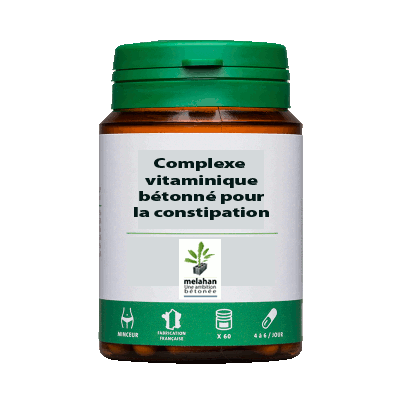 Complexe
vitaminique
bétonné pour
la constipation
melahan
Une ambition
bétonée
MINCEUR
FABRICATION
FRANÇAISE
X 60
4 à 6 / JOUR